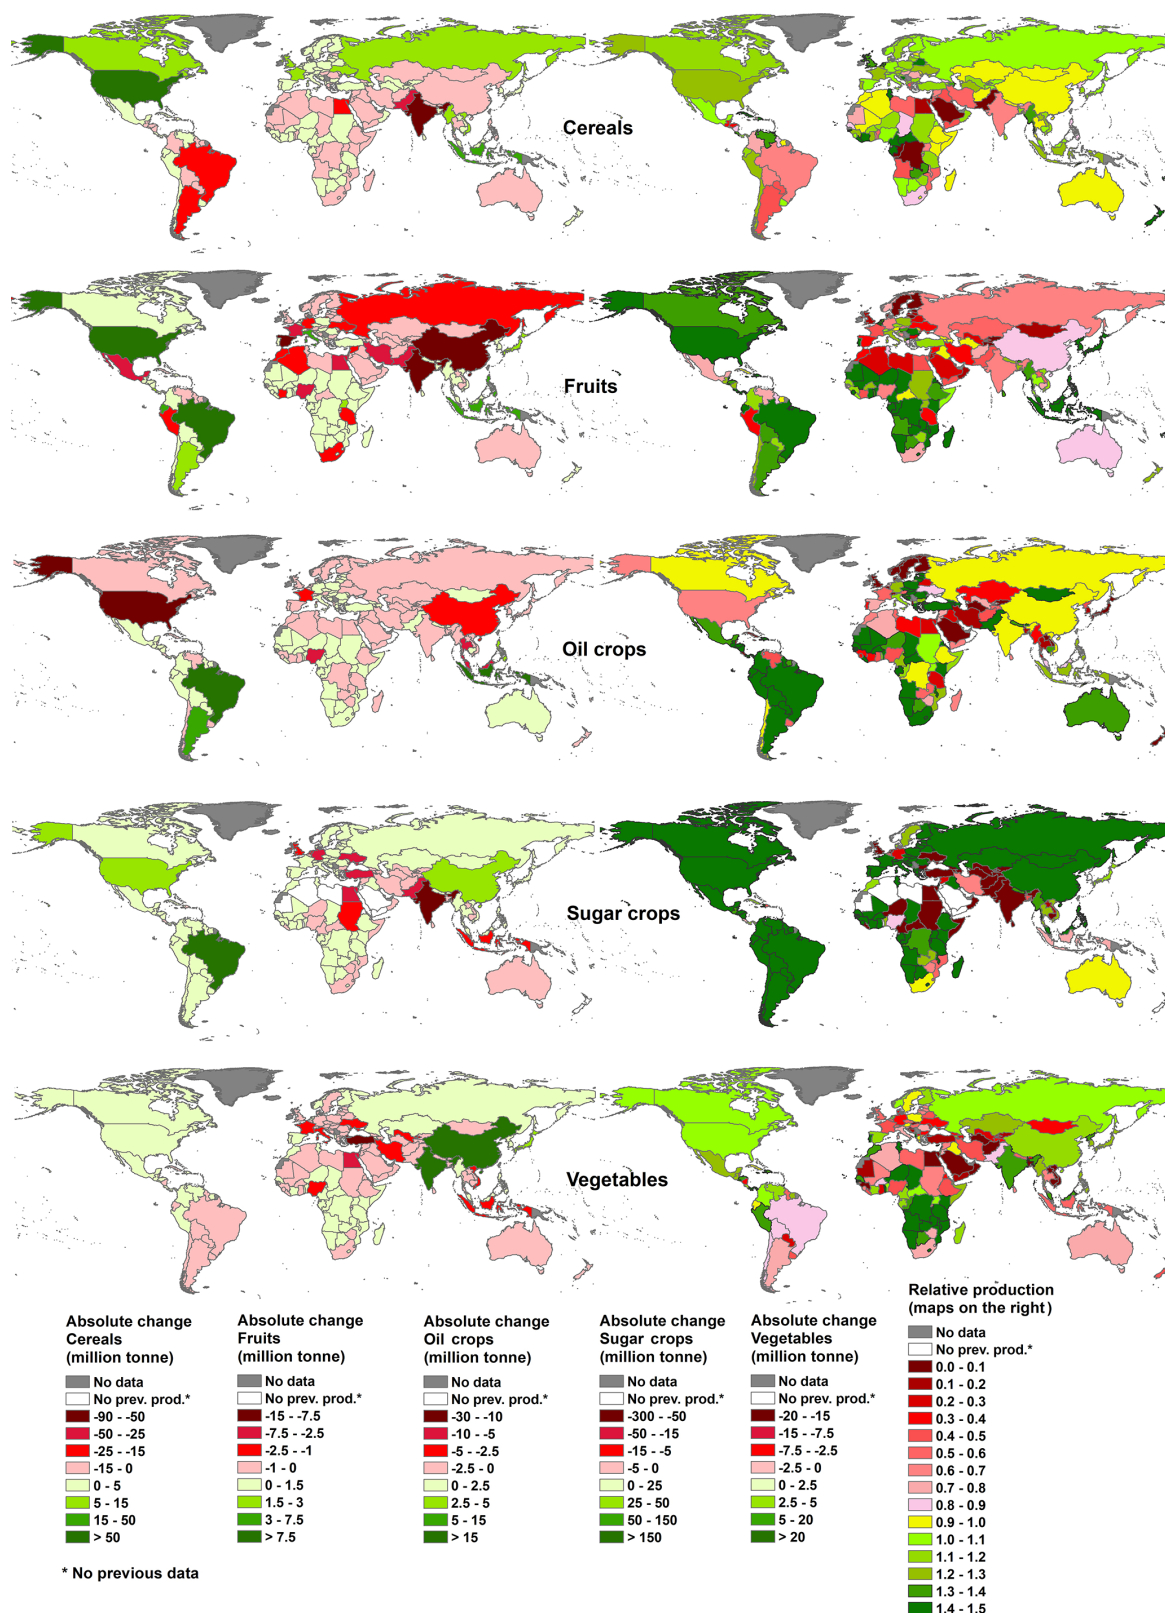 Cereals
Fruits
Oil crops
Sugar crops
Vegetables
Absolute change
Cereals
(million tonne)
No data
No prev. prod.*
-90 - -50
-50 - -25
-25 - -15
-15 - 0
0 - 5
5 - 15
15 - 50
> 50
* No previous data
Absolute change
Fruits
(million tonne)
No data
No prev. prod.*
-15 - -7.5
-7.5 - -2.5
-2.5 - -1
-1 - 0
0 - 1.5
1.5 - 3
3 - 7.5
> 7.5
Absolute change
Oil crops
(million tonne)
No data
No prev. prod.*
-30 - -10
-10 - -5
-5 - -2.5
-2.5 - 0
0 - 2.5
2.5 - 5
5 - 15
> 15
Absolute change
Sugar crops
(million tonne)
No data
No prev. prod.*
-300 - -50
-50 - -15
-15 - -5
-5 - 0
0 - 25
25 - 50
50 - 150
> 150
Absolute change
Vegetables
(million tonne)
No data
No prev. prod.*
-20 - -15
-15 - -7.5
-7.5 - -2.5
-2.5 - 0
0 - 2.5
2.5 - 5
5 - 20
> 20
Relative production
(maps on the right)
No data
No prev. prod.*
0.0 - 0.1
0.1 - 0.2
0.2 - 0.3
0.3 - 0.4
0.4 - 0.5
0.5 - 0.6
0.6 - 0.7
0.7 - 0.8
0.8 - 0.9
0.9 - 1.0
1.0 - 1.1
1.1 - 1.2
1.2 - 1.3
1.3 - 1.4
1.4 - 1.5